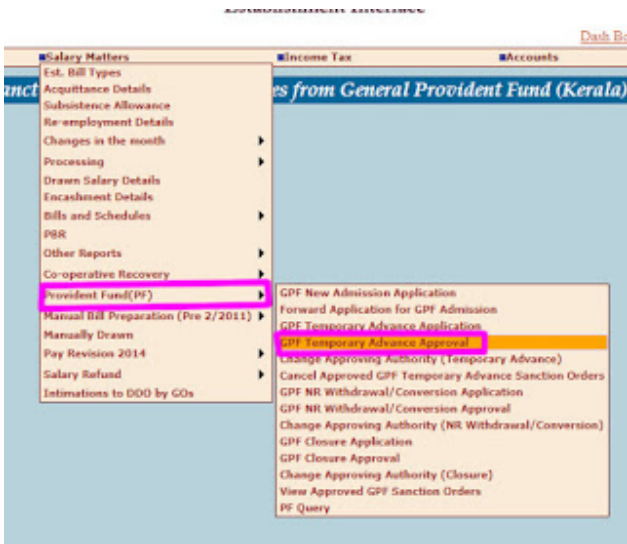 Establishment Interface
Dash Bo
Salary Matters
Income Tax
Accounts
anct
es from General Provident Fund (Kerala)
Est. Bill Types
Acquittance Details
Subsistence Allowance
Re-employment Details
Changes in the month
Processing
Drawn Salary Details
Encashment Details
Bills and Schedules
PBR
Other Reports
Co-operative Recovery
Provident Fund(PF)
Manual Bill Preparation (Pre 2/2011)
Manually Drawn
Pay Revision 2014
Salary Refund
Intimations to DDO by GOs
GPF New Admission Application
Forward Application for GPF Admission
GPF Temporary Advance Application
GPF Temporary Advance Approval
Change Approving Authority (Temporary Advance)
Cancel Approved GPF Temporary Advance Sanction Orders
GPF NR Withdrawal/Conversion Application
GPF NR Withdrawal/Conversion Approval
Change Approving Authority (NR Withdrawal/Conversion)
GPF Closure Application
GPF Closure Approval
Change Approving Authority (Closure)
View Approved GPF Sanction Orders
PF Query